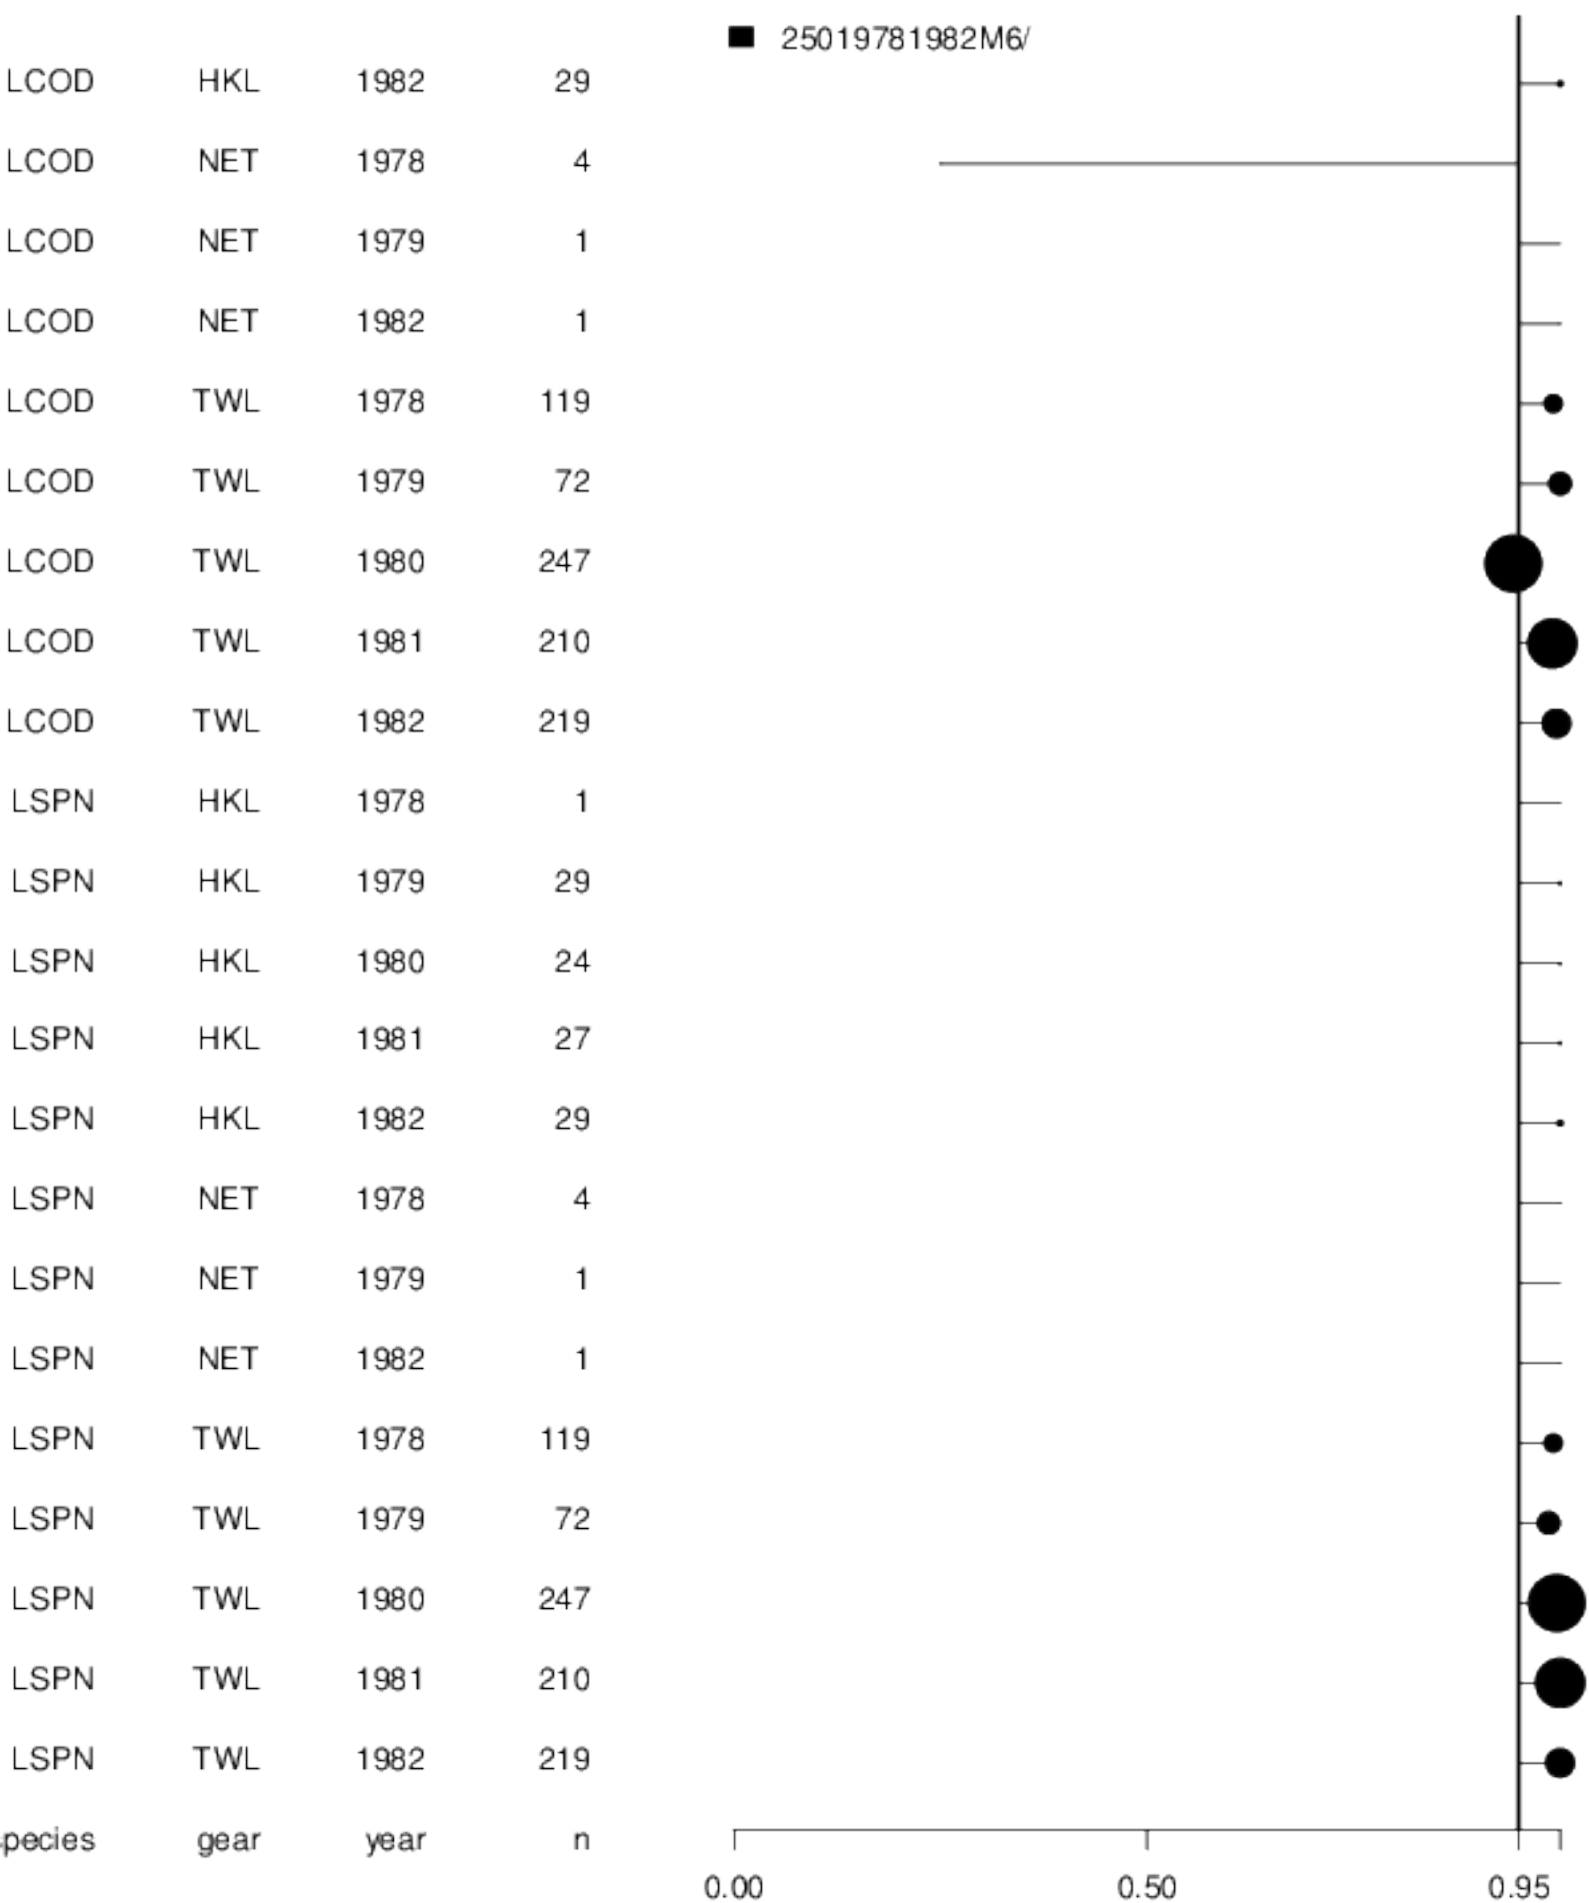 25019781982M6/
LCOD HKL 1982 29
LCOD NET 1978 4
LCOD NET 1979 1
LCOD NET 1982 1
LCOD TWL 1978 119
LCOD TWL 1979 72
LCOD TWL 1980 247
LCOD TWL 1981 210
LCOD TWL 1982 219
LSPN HKL 1978 1
LSPN HKL 1979 29
LSPN HKL 1980 24
LSPN HKL 1981 27
LSPN HKL 1982 29
LSPN NET 1978 4
LSPN NET 1979 1
LSPN NET 1982 1
LSPN TWL 1978 119
LSPN TWL 1979 72
LSPN TWL 1980 247
LSPN TWL 1981 210
LSPN TWL 1982 219
pecies gear year n
0.00 0.50 0.95